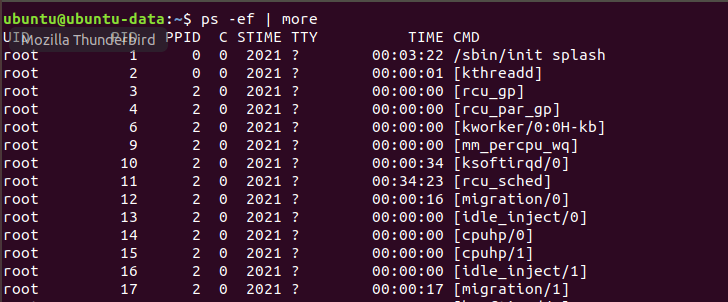 ubuntu@ubuntu-data:~$ ps -ef | more
UID PID PPID C STIME TTY TIME CMD
Mozilla Thunderbird
root 1 0 0 2021 ? 00:03:22 /sbin/init splash
root 2 0 0 2021 ? 00:00:01 [kthreadd]
root 3 2 0 2021 ? 00:00:00 [rcu_gp]
root 4 2 0 2021 ? 00:00:00 [rcu_par_gp]
root 6 2 0 2021 ? 00:00:00 [kworker/0:0H-kb]
root 9 2 0 2021 ? 00:00:00 [mm_percpu_wq]
root 10 2 0 2021 ? 00:00:34 [ksoftirqd/0]
root 11 2 0 2021 ? 00:34:23 [rcu_sched]
root 12 2 0 2021 ? 00:00:16 [migration/0]
root 13 2 0 2021 ? 00:00:00 [idle_inject/0]
root 14 2 0 2021 ? 00:00:00 [cpuhp/0]
root 15 2 0 2021 ? 00:00:00 [cpuhp/1]
root 16 2 0 2021 ? 00:00:00 [idle_inject/1]
root 17 2 0 2021 ? 00:00:17 [migration/1]